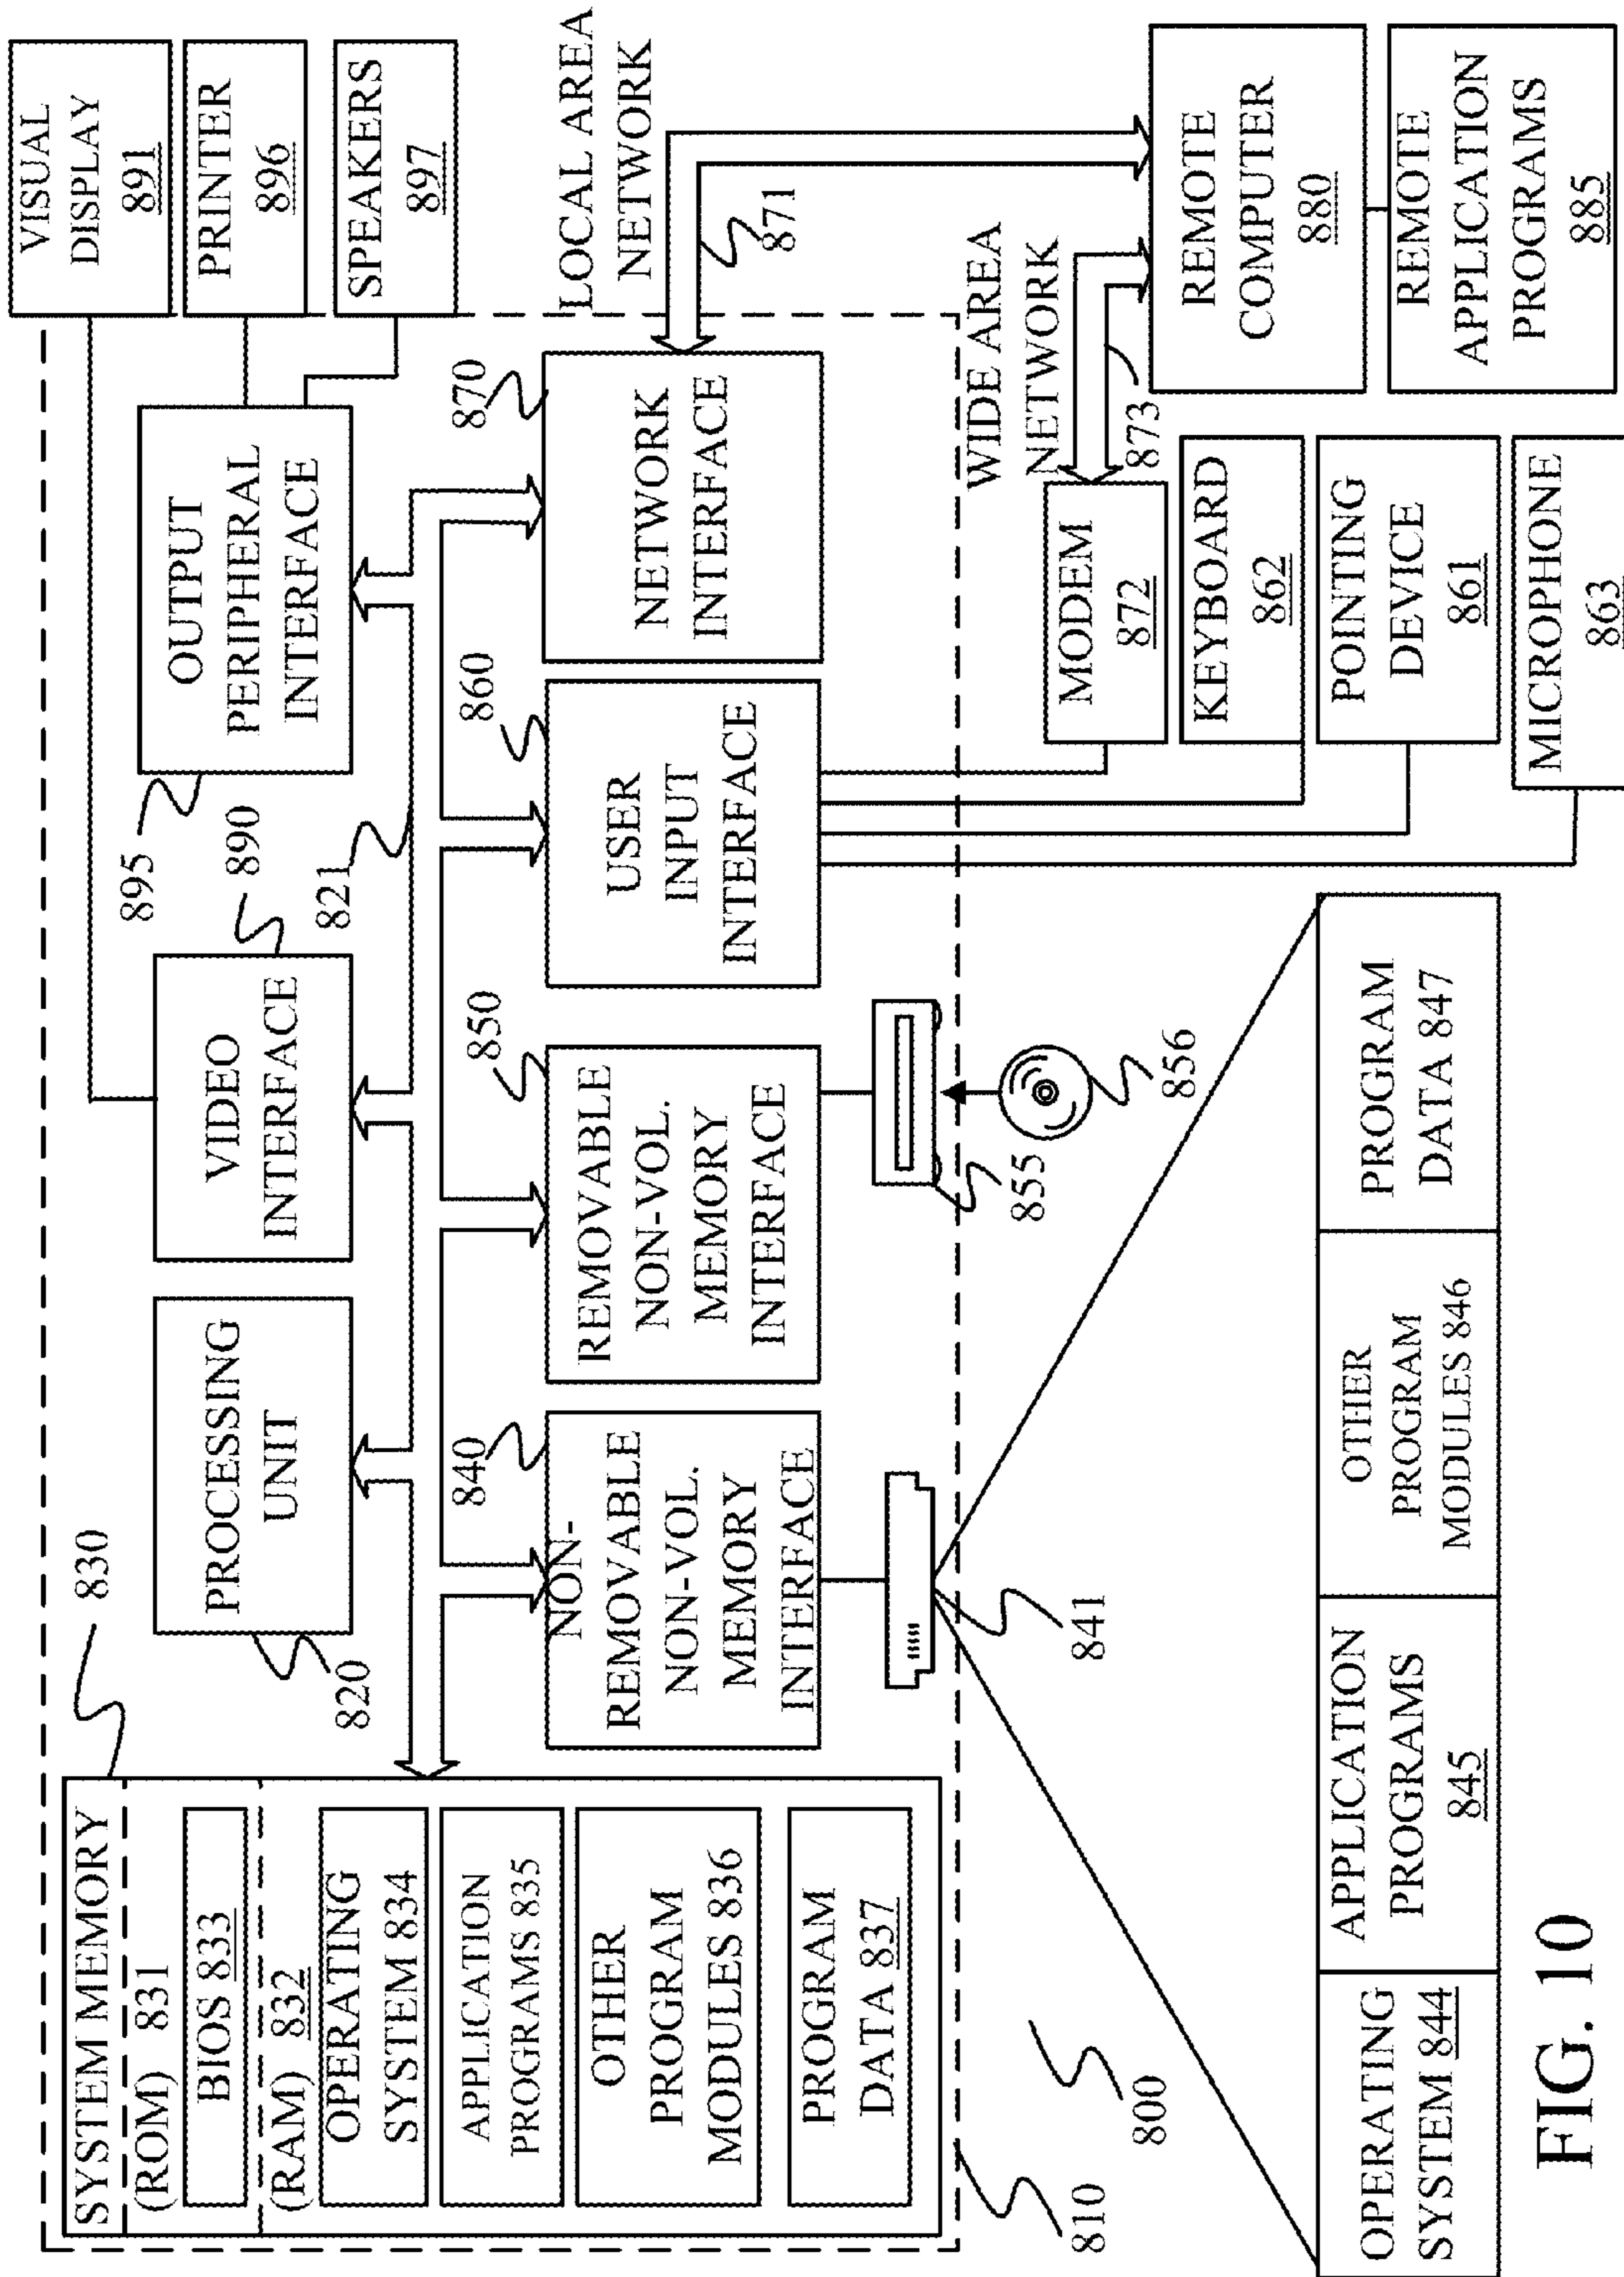 SYSTEM MEMORY
(ROM) 831
BIOS 833
(RAM) 832
OPERATING
SYSTEM 834
APPLICATION
PROGRAMS 835
OTHER
PROGRAM
MODULES 836
PROGRAM
DATA 837
830
820
PROCESSING
UNIT
VIDEO
INTERFACE
890
821
895
OUTPUT
PERIPHERAL
INTERFACE
VISUAL
DISPLAY
891
PRINTER
896
SPEAKERS
897
840
NON-
REMOVABLE
NON-VOL.
MEMORY
INTERFACE
850
REMOVABLE
NON-VOL.
MEMORY
INTERFACE
860
USER
INPUT
INTERFACE
870
NETWORK
INTERFACE
LOCAL AREA
NETWORK
871
841
855
856
WIDE AREA
NETWORK
873
MODEM
872
KEYBOARD
862
POINTING
DEVICE
861
MICROPHONE
863
REMOTE
COMPUTER
880
REMOTE
APPLICATION
PROGRAMS
885
810
800
OPERATING
SYSTEM 844
APPLICATION
PROGRAMS
845
OTHER
PROGRAM
MODULES 846
PROGRAM
DATA 847
FIG. 10